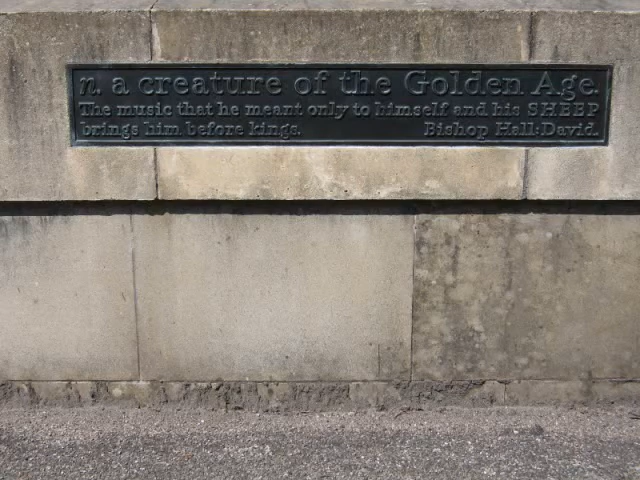 n. a creature of the Golden Age.
The music that he meant only to himself and his SHEEP
brings him before kings. Bishop Hall:David.